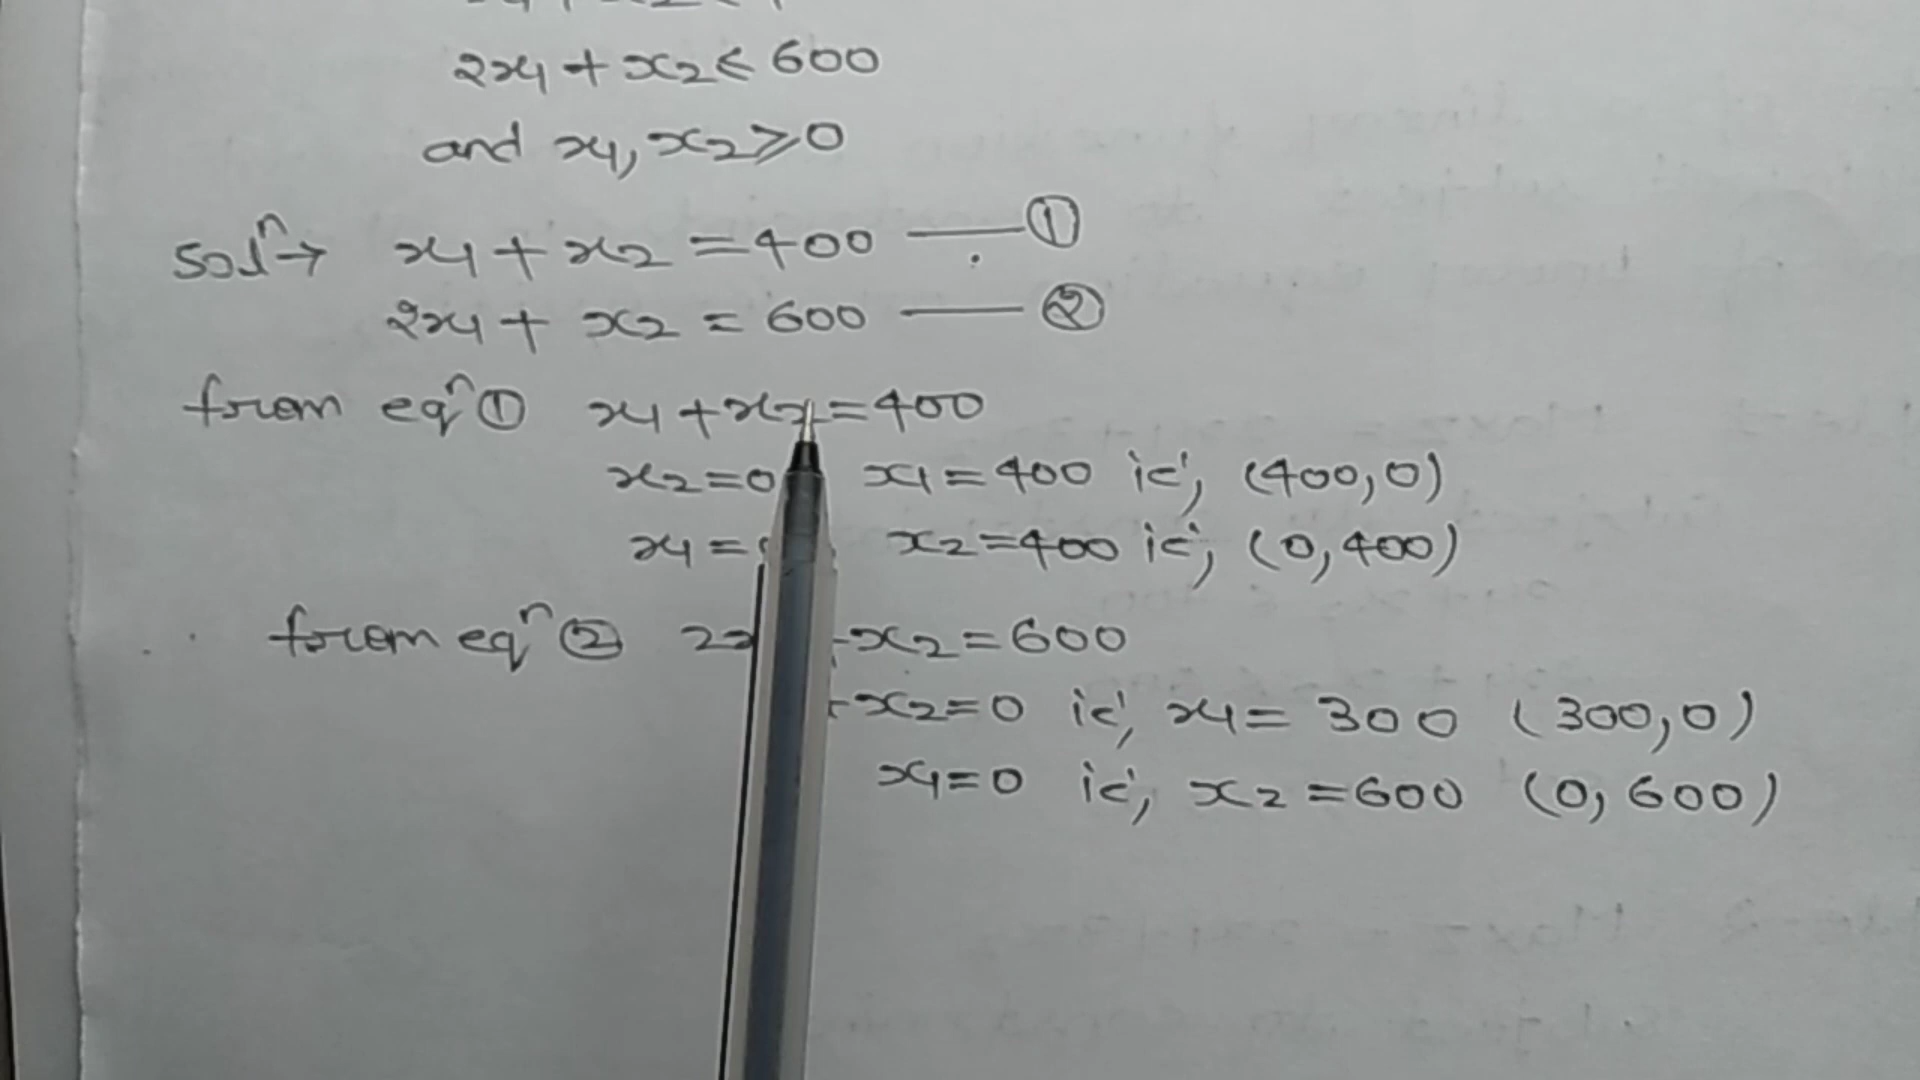 2x1 + x2 ≤ 600
and x1, x2 ≥ 0
Solⁿ → x1 + x2 = 400 —— ①
2x1 + x2 = 600 —— ②
from eqⁿ ① x1 + x2 = 400
x2 = 0 x1 = 400 ie', (400, 0)
x1 = x2 = 400 ie', (0, 400)
from eqⁿ ② + x2 = 600
+ x2 = 0 ie', x1 = 300 (300, 0)
x1 = 0 ie', x2 = 600 (0, 600)